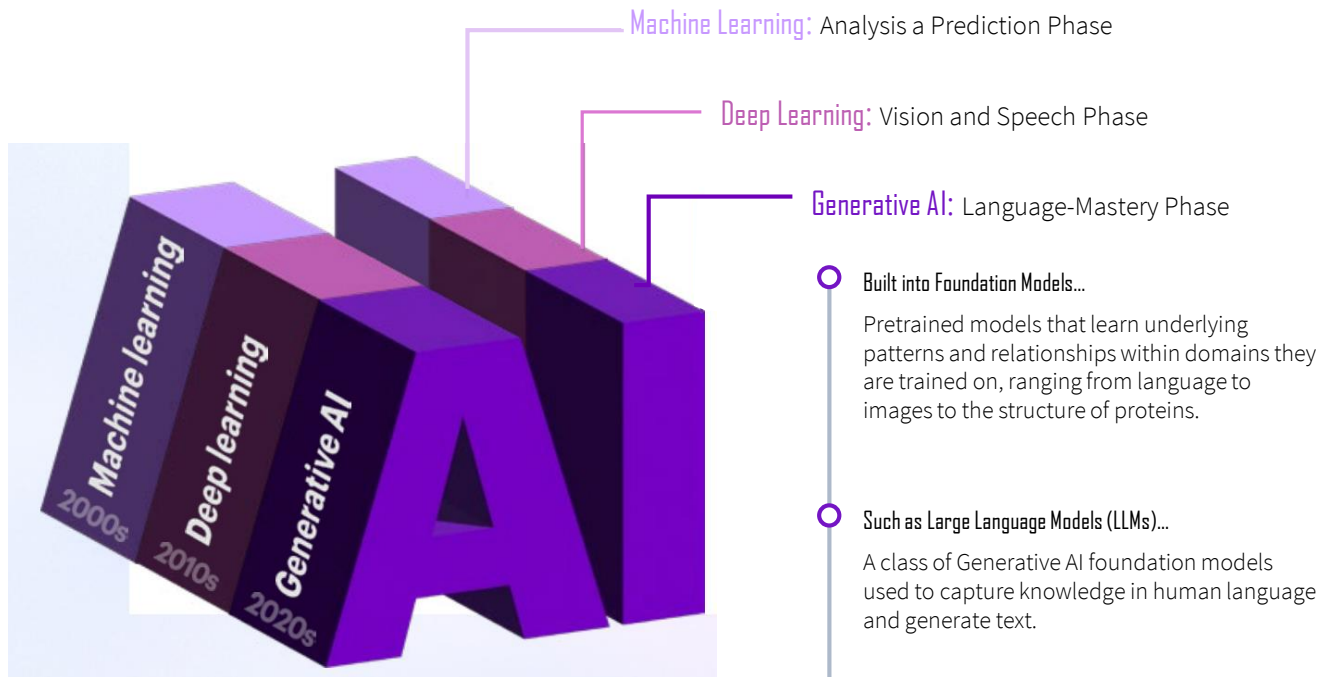 Machine Learning: Analysis a Prediction Phase
Deep Learning: Vision and Speech Phase
Generative AI: Language-Mastery Phase
Built into Foundation Models...
Pretrained models that learn underlying
patterns and relationships within domains they
are trained on, ranging from language to
images to the structure of proteins.
Such as Large Language Models (LLMs)...
A class of Generative AI foundation models
used to capture knowledge in human language
and generate text.
Machine learning
2000s
Deep learning
2010s
Generative AI
2020s
AI